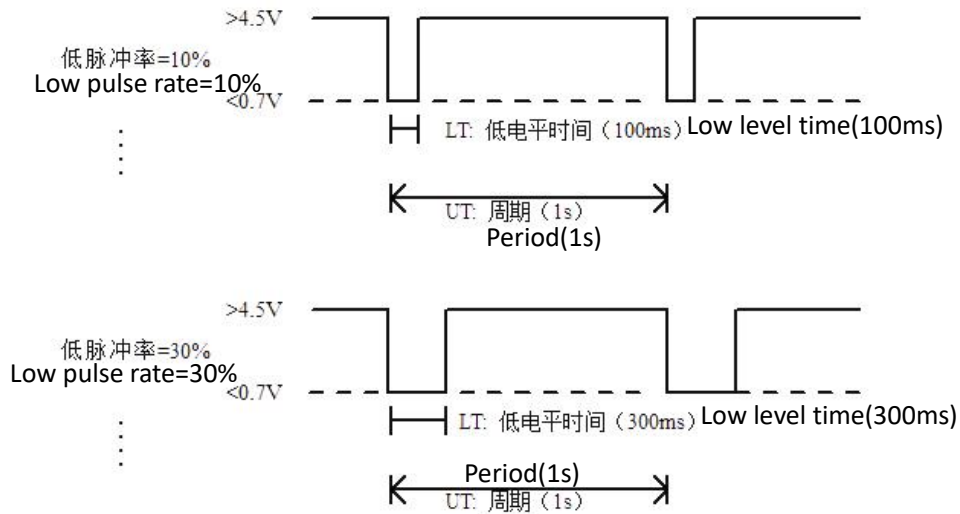 >4.5V
低脉冲率=10%
Low pulse rate=10%
<0.7V
LT: 低电平时间（100ms）Low level time(100ms)
UT: 周期（1s）
Period(1s)
>4.5V
低脉冲率=30%
Low pulse rate=30%
<0.7V
LT: 低电平时间（300ms）Low level time(300ms)
Period(1s)
UT: 周期（1s）